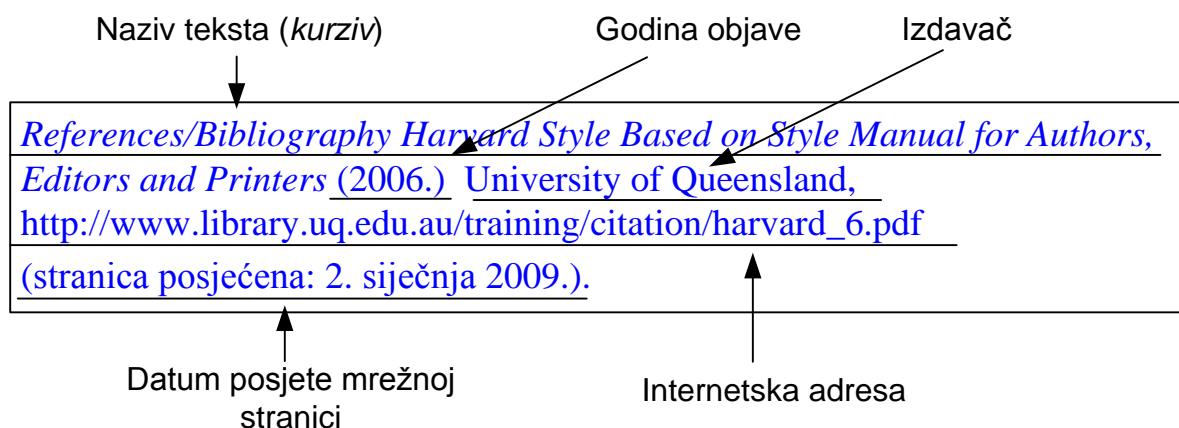 Naziv teksta (kurziv) Godina objave Izdavač
References/Bibliography Harvard Style Based on Style Manual for Authors,
Editors and Printers (2006.) University of Queensland,
http://www.library.uq.edu.au/training/citation/harvard_6.pdf
(stranica posjećena: 2. siječnja 2009.).
Datum posjete mrežnoj
stranici
Internetska adresa